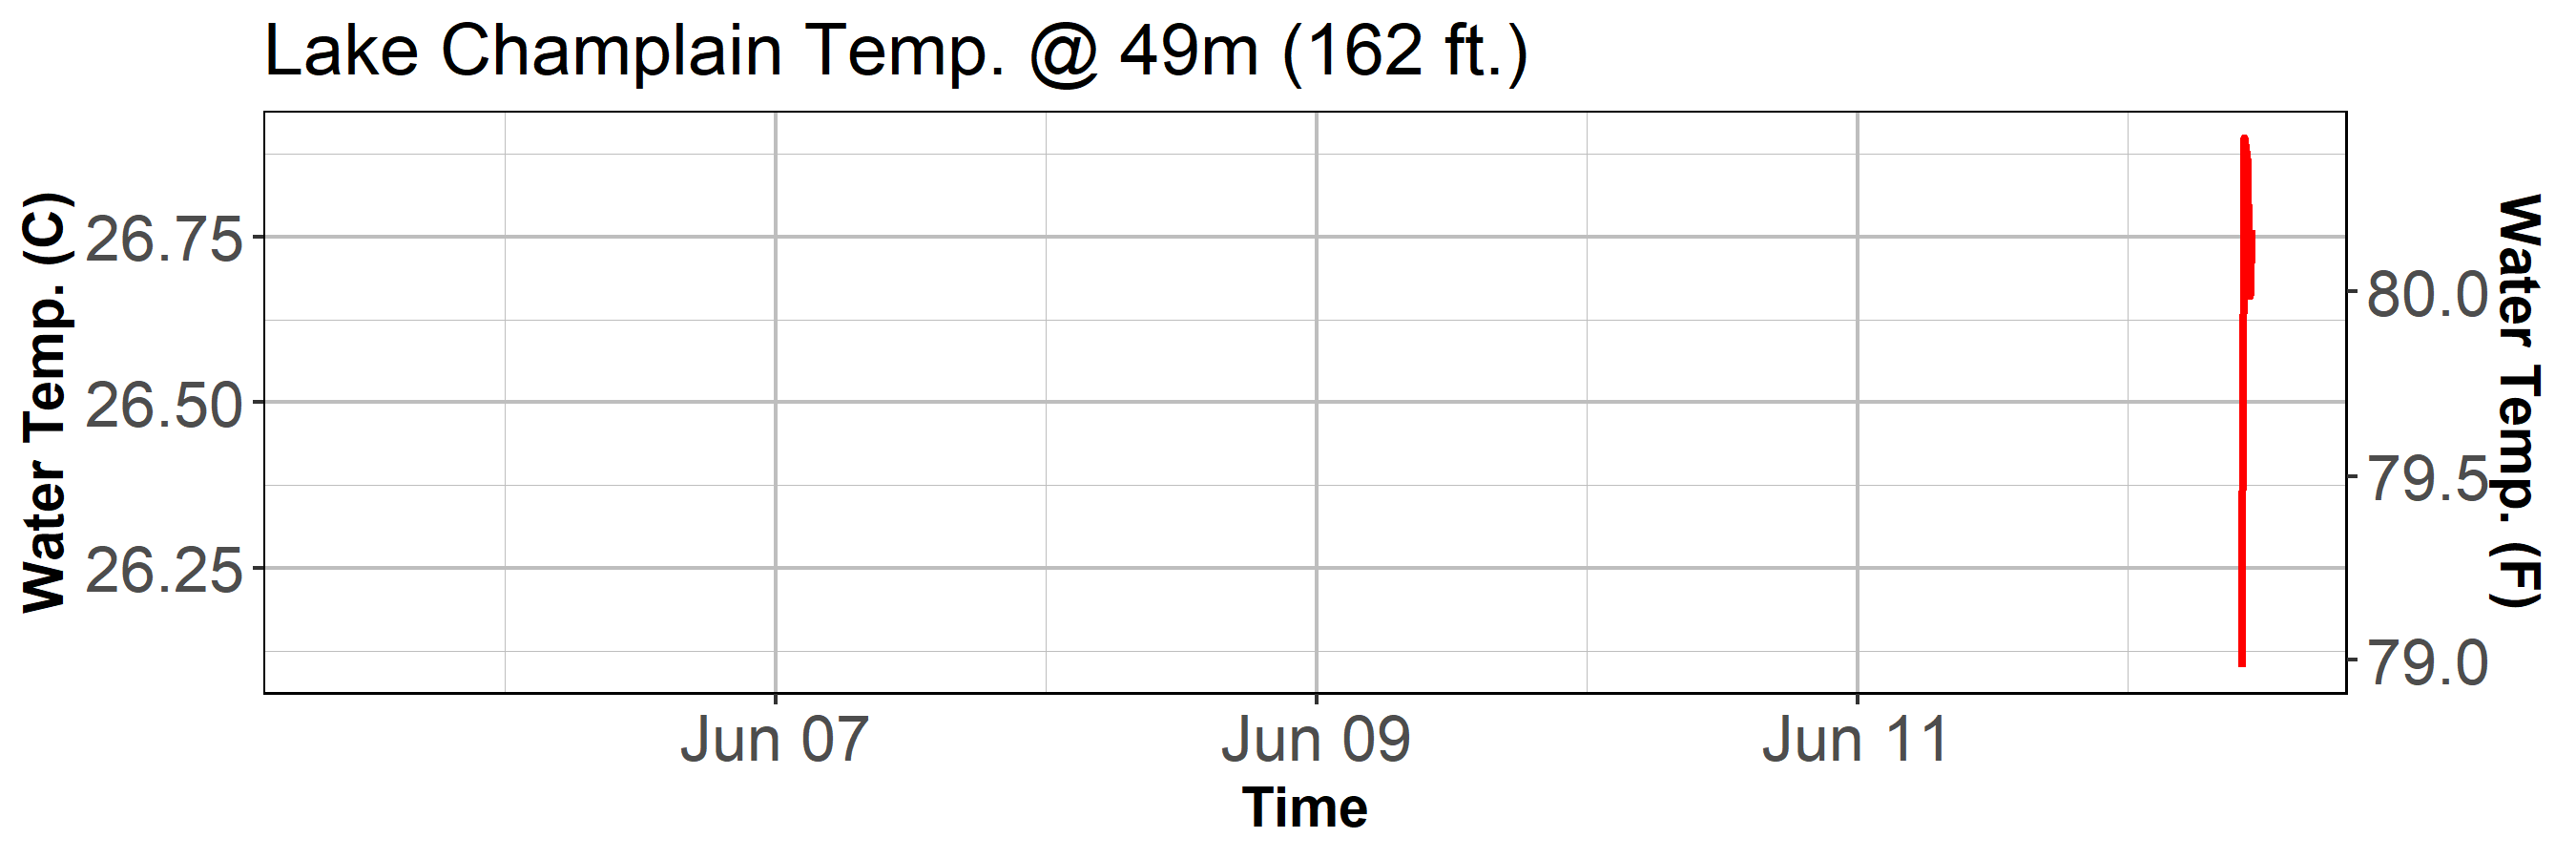 Lake Champlain Temp. @ 49m (162 ft.)
Water Temp. (C)
26.75
26.50
26.25
80.0
79.5
79.0
Water Temp. (F)
Jun 07
Jun 09
Jun 11
Time